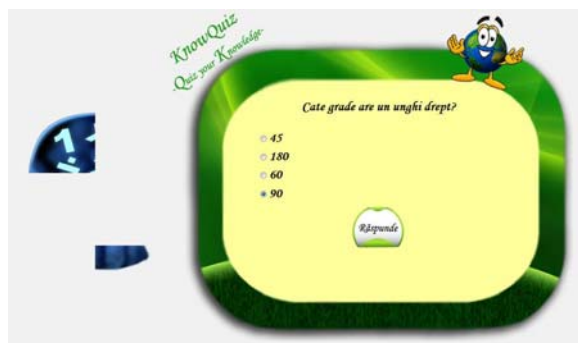 KnowQuiz
-Quiz your Knowledge-
Cate grade are un unghi drept?
45
180
60
90
Răspunde